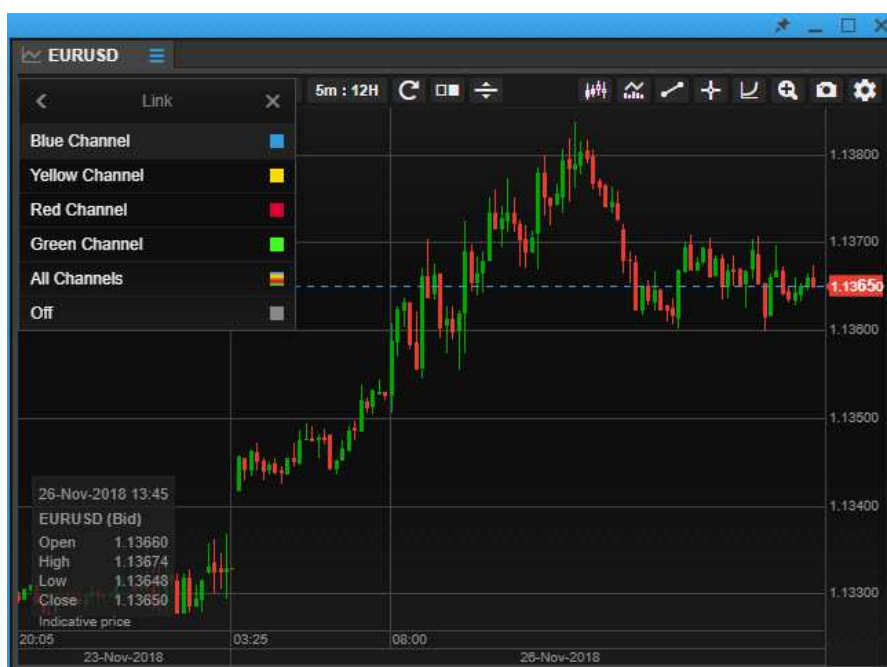 EURUSD
Link
5m : 12H
Blue Channel
Yellow Channel
Red Channel
Green Channel
All Channels
Off
1.13800
1.13700
1.13650
1.13600
1.13500
1.13400
1.13300
26-Nov-2018 13:45
EURUSD (Bid)
Open 1.13660
High 1.13674
Low 1.13648
Close 1.13650
Indicative price
20:05 03:25 08:00
23-Nov-2018 26-Nov-2018